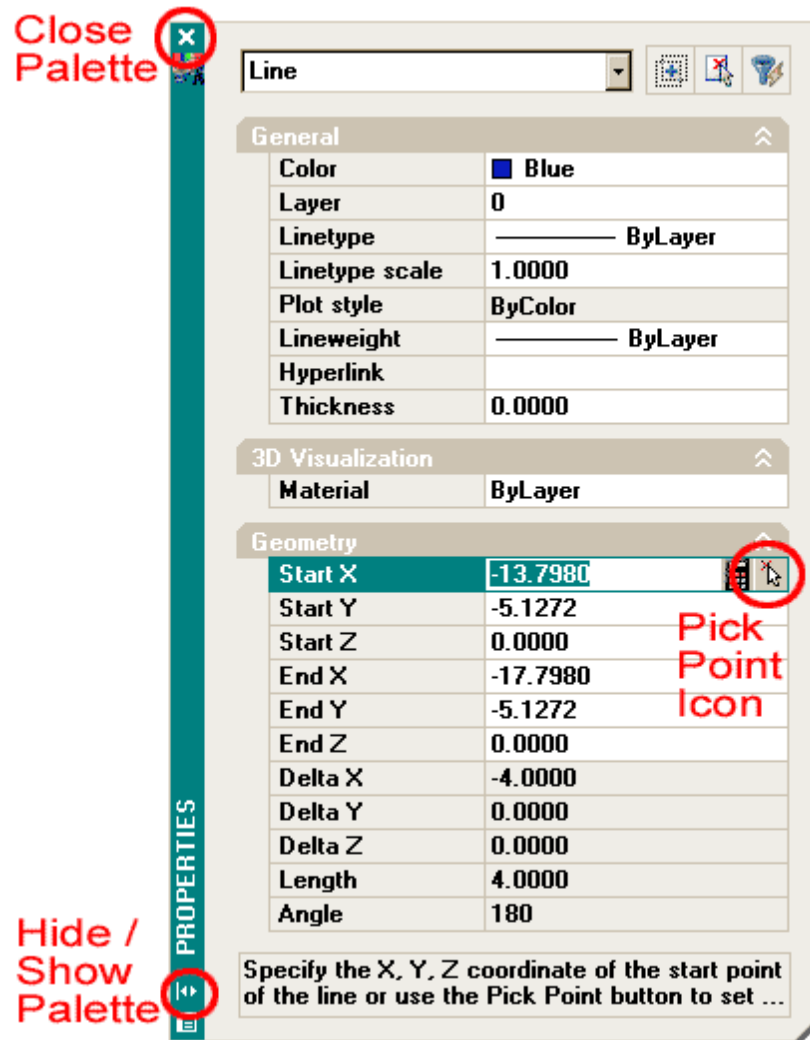 Close
Palette
Line
General
Color Blue
Layer 0
Linetype ByLayer
Linetype scale 1.0000
Plot style ByColor
Lineweight ByLayer
Hyperlink
Thickness 0.0000
3D Visualization
Material ByLayer
Geometry
Start X -13.7980
Start Y -5.1272
Start Z 0.0000
End X -17.7980
End Y -5.1272
End Z 0.0000
Delta X -4.0000
Delta Y 0.0000
Delta Z 0.0000
Length 4.0000
Angle 180
Pick
Point
Icon
PROPERTIES
Hide /
Show
Palette
Specify the X, Y, Z coordinate of the start point
of the line or use the Pick Point button to set ...